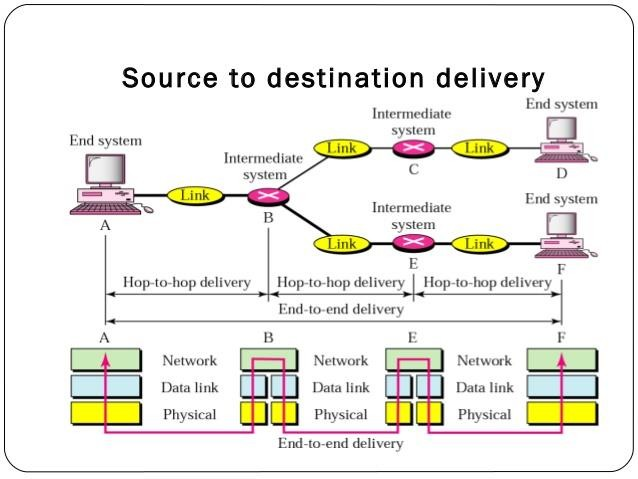 Source to destination delivery
End system
Intermediate
system
End system
Link
Link
C
D
End system
Intermediate
system
Link
A
B
Intermediate
system
End system
Link
Link
E
F
Hop-to-hop delivery
Hop-to-hop delivery
Hop-to-hop delivery
End-to-end delivery
A
B
E
F
Network
Network
Network
Data link
Data link
Data link
Physical
Physical
Physical
End-to-end delivery